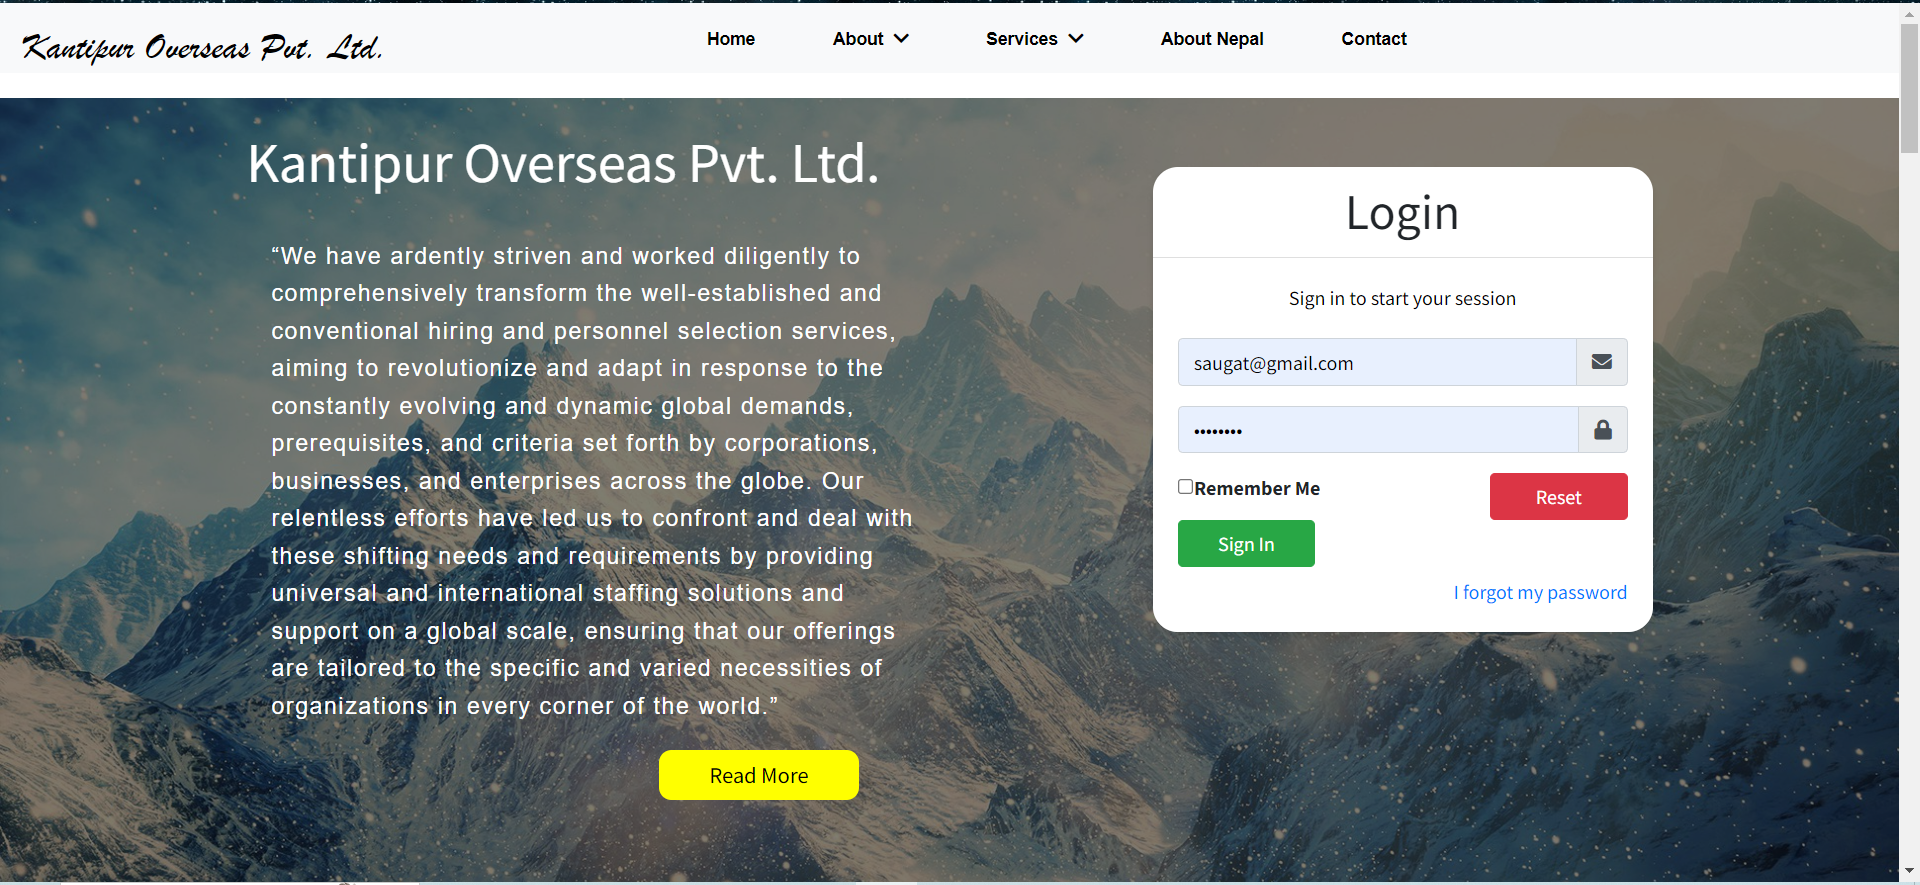 Kantipur Overseas Pvt. Ltd.
Home
About
Services
About Nepal
Contact
Kantipur Overseas Pvt. Ltd.
“We have ardently striven and worked diligently to
comprehensively transform the well-established and
conventional hiring and personnel selection services,
aiming to revolutionize and adapt in response to the
constantly evolving and dynamic global demands,
prerequisites, and criteria set forth by corporations,
businesses, and enterprises across the globe. Our
relentless efforts have led us to confront and deal with
these shifting needs and requirements by providing
universal and international staffing solutions and
support on a global scale, ensuring that our offerings
are tailored to the specific and varied necessities of
organizations in every corner of the world.”
Read More
Login
Sign in to start your session
saugat@gmail.com
••••••••
Remember Me
Reset
Sign In
I forgot my password